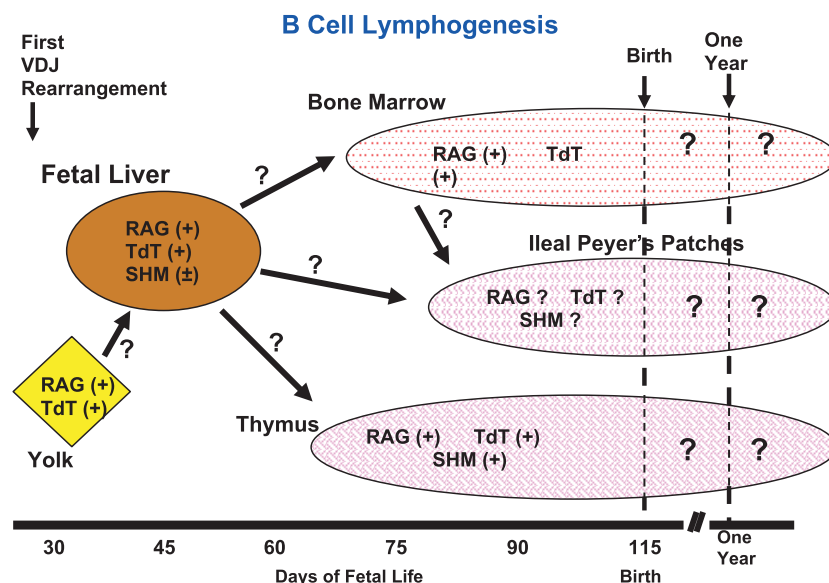 B Cell Lymphogenesis
First
VDJ
Rearrangement
Birth
One
Year
Bone Marrow
RAG (+) TdT
(+)
? ?
Fetal Liver
?
RAG (+)
TdT (+)
SHM (±)
?
Ileal Peyer's Patches
?
RAG ? TdT ?
SHM ?
? ?
?
?
RAG (+)
TdT (+)
Yolk
Thymus
RAG (+) TdT (+)
SHM (+)
? ?
30 45 60 75 90 115 One
Year
Days of Fetal Life Birth